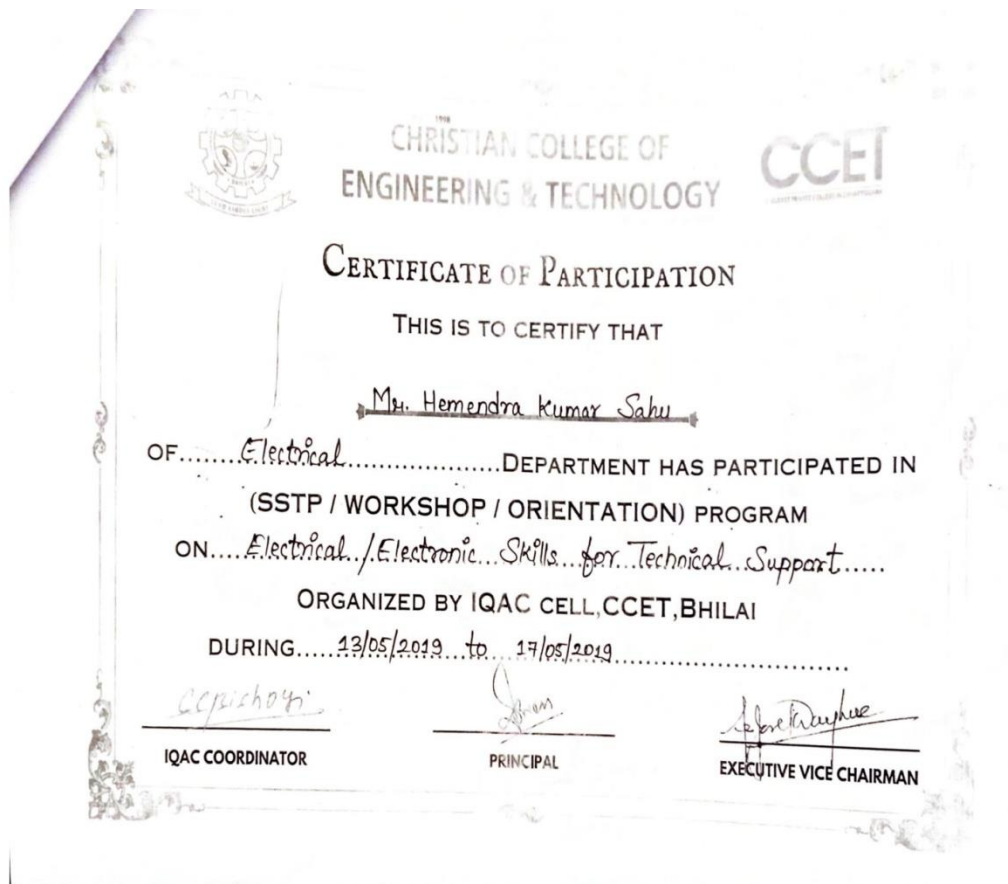 1998
CHRISTIAN COLLEGE OF
ENGINEERING & TECHNOLOGY
CCET
CERTIFICATE OF PARTICIPATION
THIS IS TO CERTIFY THAT
Mr. Hemendra Kumar Sahu
OF........Electrical......................DEPARTMENT HAS PARTICIPATED IN
(SSTP / WORKSHOP / ORIENTATION) PROGRAM
ON....Electrical../.Electronic...Skills...for...Technical...Support.....
ORGANIZED BY IQAC CELL,CCET,BHILAI
DURING.....13/05/2019...to...17/05/2019..................................
IQAC COORDINATOR
PRINCIPAL
EXECUTIVE VICE CHAIRMAN